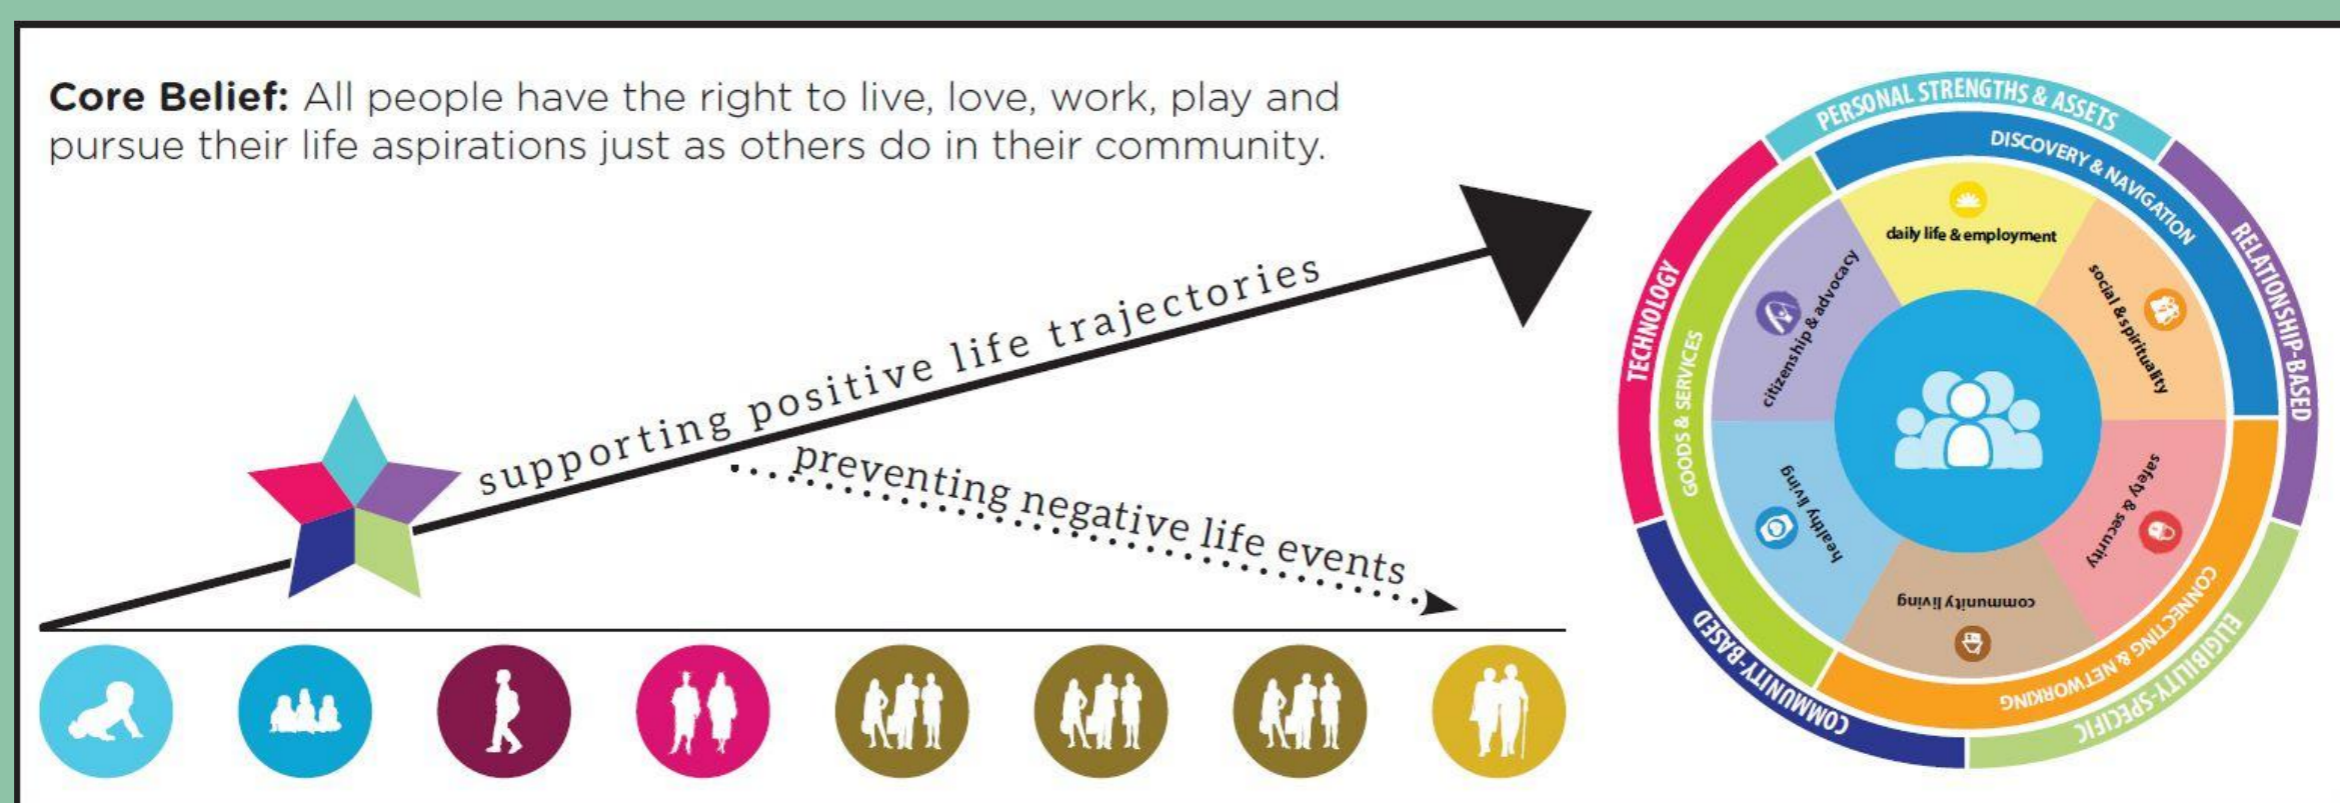 Core Belief: All people have the right to live, love, work, play and
pursue their life aspirations just as others do in their community.
supporting positive life trajectories
preventing negative life events
PERSONAL STRENGTHS & ASSETS
RELATIONSHIP-BASED
ELIGIBILITY-SPECIFIC
COMMUNITY-BASED
TECHNOLOGY
DISCOVERY & NAVIGATION
CONNECTING & NETWORKING
GOODS & SERVICES
daily life & employment
social & spirituality
safety & security
community living
healthy living
citizenship & advocacy